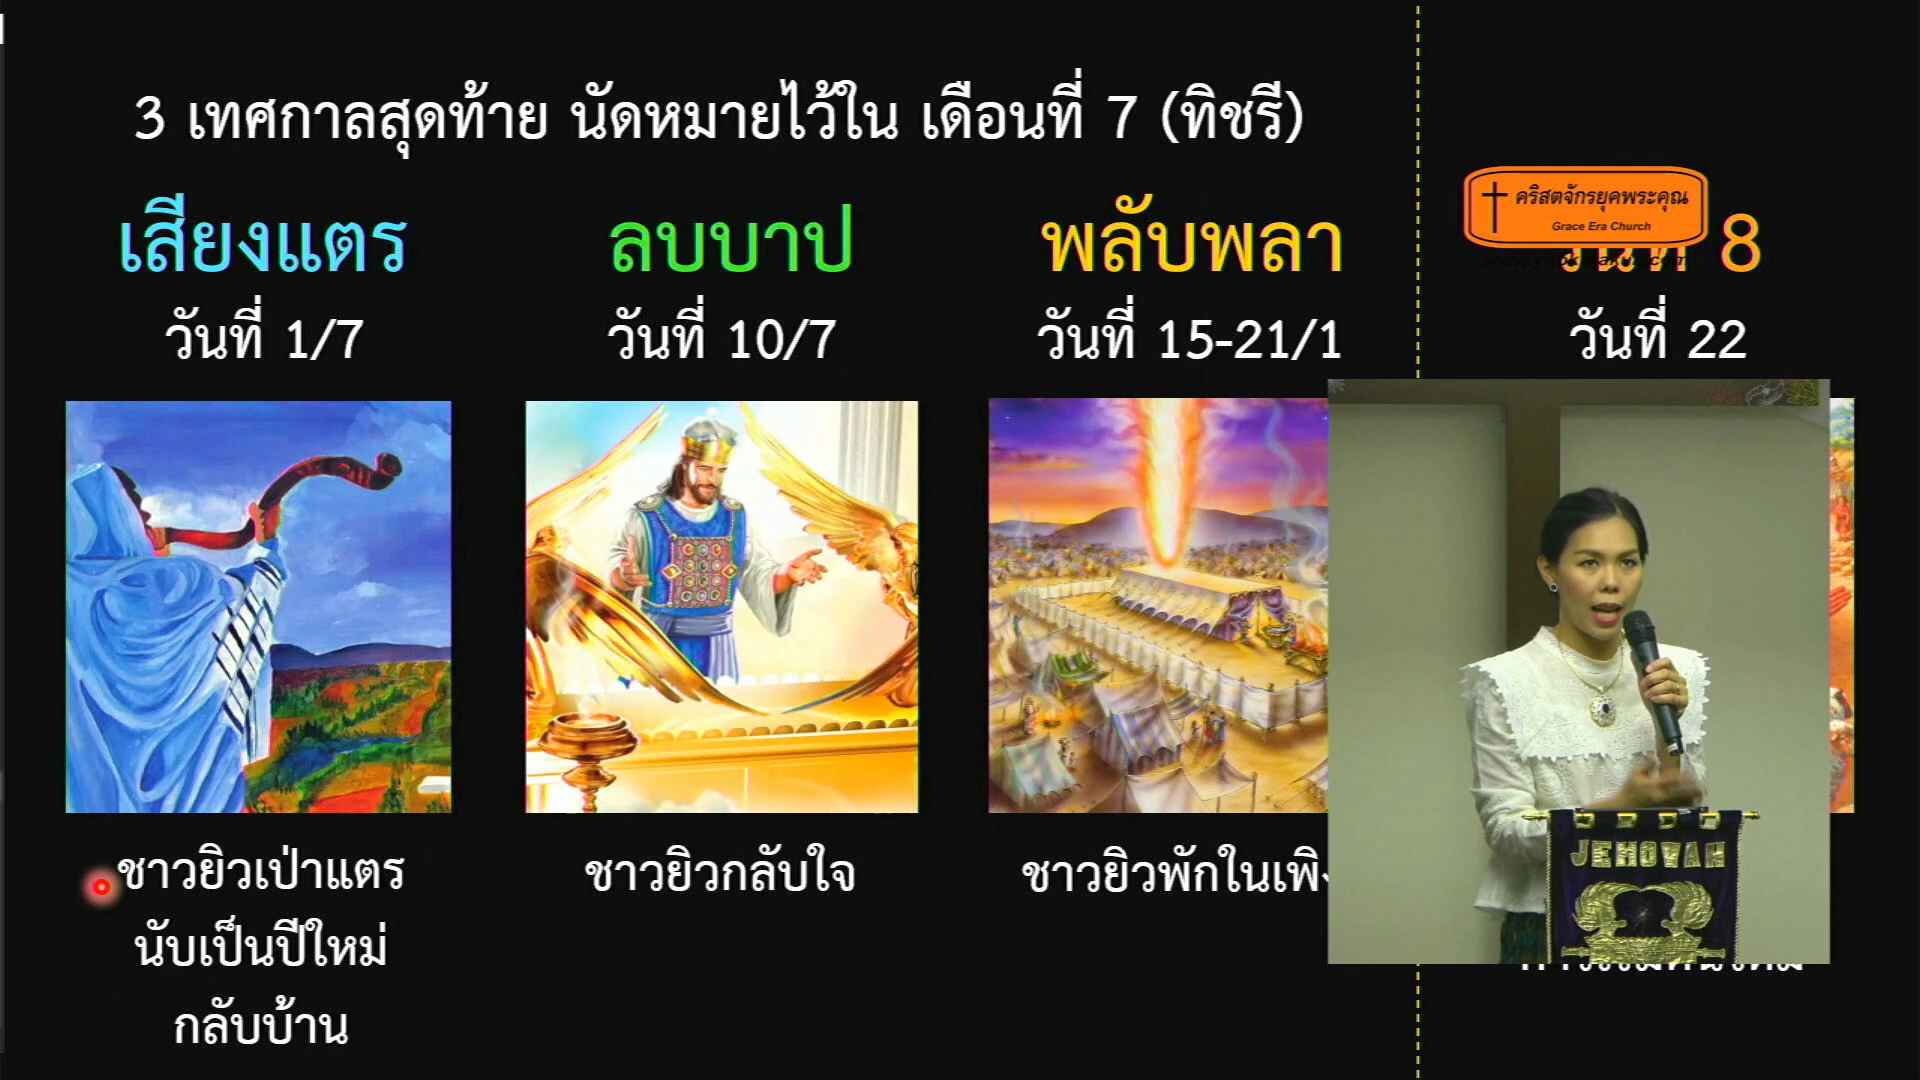 3 เทศกาลสุดท้าย นัดหมายไว้ใน เดือนที่ 7 (ทิชรี)
คริสตจักรยุคพระคุณ
Grace Era Church
เสียงแตร
ลบบาป
พลับพลา
8
วันที่ 1/7
วันที่ 10/7
วันที่ 15-21/1
วันที่ 22
JEHOVAH
ชาวยิวเป่าแตร
นับเป็นปีใหม่
กลับบ้าน
ชาวยิวกลับใจ
ชาวยิวพักในเพิง